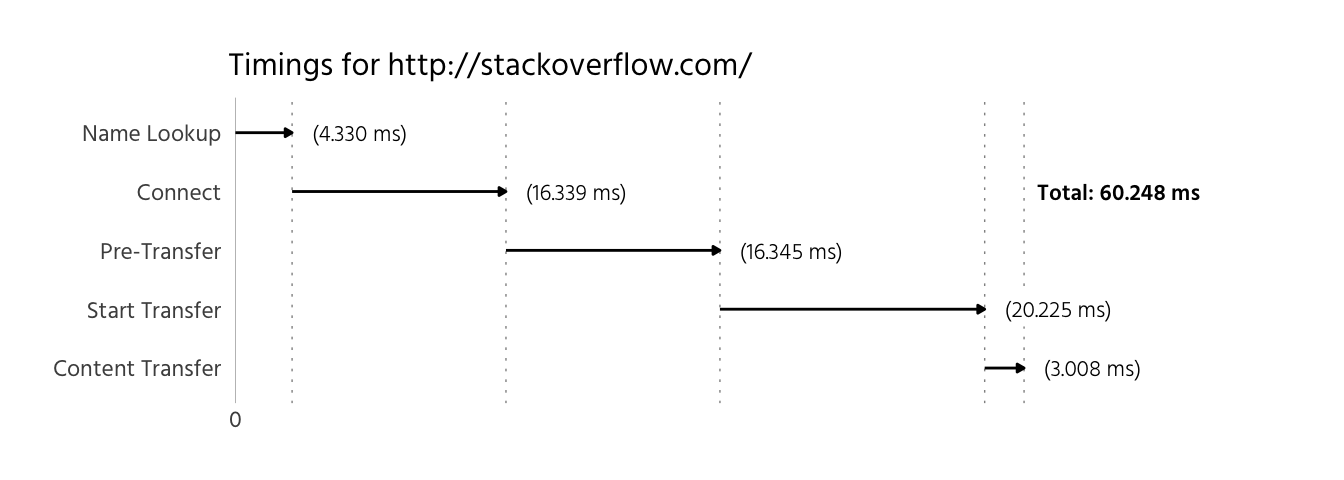 Timings for http://stackoverflow.com/
Name Lookup (4.330 ms)
Connect (16.339 ms) Total: 60.248 ms
Pre-Transfer (16.345 ms)
Start Transfer (20.225 ms)
Content Transfer (3.008 ms)
0